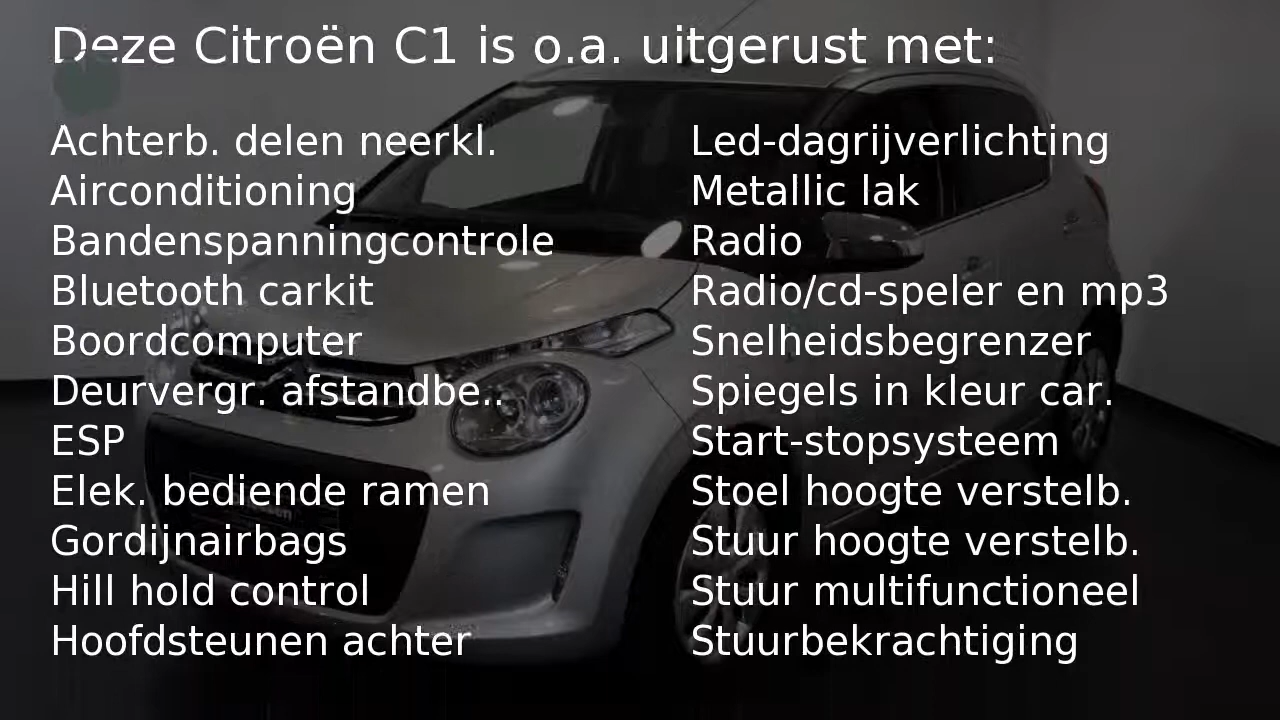 Deze Citroën C1 is o.a. uitgerust met:
Achterb. delen neerkl.
Airconditioning
Bandenspanningcontrole
Bluetooth carkit
Boordcomputer
Deurvergr. afstandbe..
ESP
Elek. bediende ramen
Gordijnairbags
Hill hold control
Hoofdsteunen achter
Led-dagrijverlichting
Metallic lak
Radio
Radio/cd-speler en mp3
Snelheidsbegrenzer
Spiegels in kleur car.
Start-stopsysteem
Stoel hoogte verstelb.
Stuur hoogte verstelb.
Stuur multifunctioneel
Stuurbekrachtiging